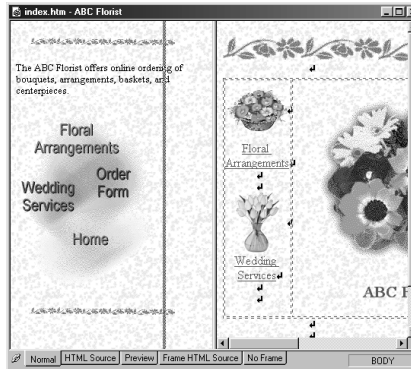 index.htm - ABC Florist
The ABC Florist offers online ordering of
bouquets, arrangements, baskets, and
centerpieces.
Floral
Arrangements
Order
Form
Wedding
Services
Home
Floral
Arrangements
Wedding
Services
ABC F
Normal HTML Source Preview Frame HTML Source No Frame
BODY